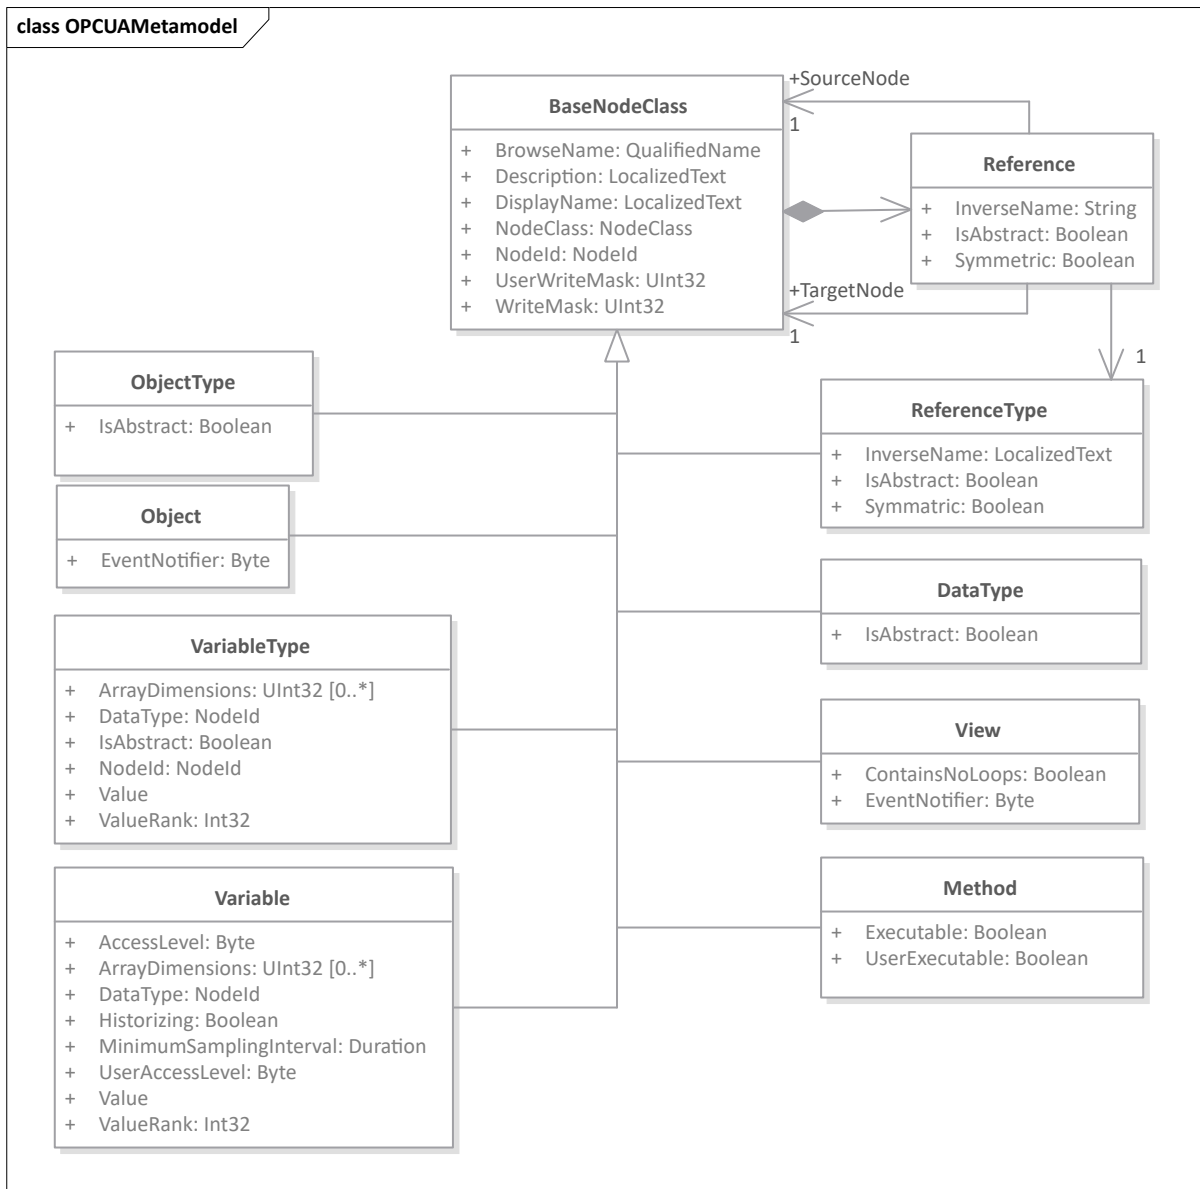 class OPCUAMetamodel
BaseNodeClass
+ BrowseName: QualifiedName
+ Description: LocalizedText
+ DisplayName: LocalizedText
+ NodeClass: NodeClass
+ NodeId: NodeId
+ UserWriteMask: UInt32
+ WriteMask: UInt32
+SourceNode
1
Reference
+ InverseName: String
+ IsAbstract: Boolean
+ Symmetric: Boolean
+TargetNode
1
1
ObjectType
+ IsAbstract: Boolean
Object
+ EventNotifier: Byte
VariableType
+ ArrayDimensions: UInt32 [0..*]
+ DataType: NodeId
+ IsAbstract: Boolean
+ NodeId: NodeId
+ Value
+ ValueRank: Int32
Variable
+ AccessLevel: Byte
+ ArrayDimensions: UInt32 [0..*]
+ DataType: NodeId
+ Historizing: Boolean
+ MinimumSamplingInterval: Duration
+ UserAccessLevel: Byte
+ Value
+ ValueRank: Int32
ReferenceType
+ InverseName: LocalizedText
+ IsAbstract: Boolean
+ Symmatric: Boolean
DataType
+ IsAbstract: Boolean
View
+ ContainsNoLoops: Boolean
+ EventNotifier: Byte
Method
+ Executable: Boolean
+ UserExecutable: Boolean